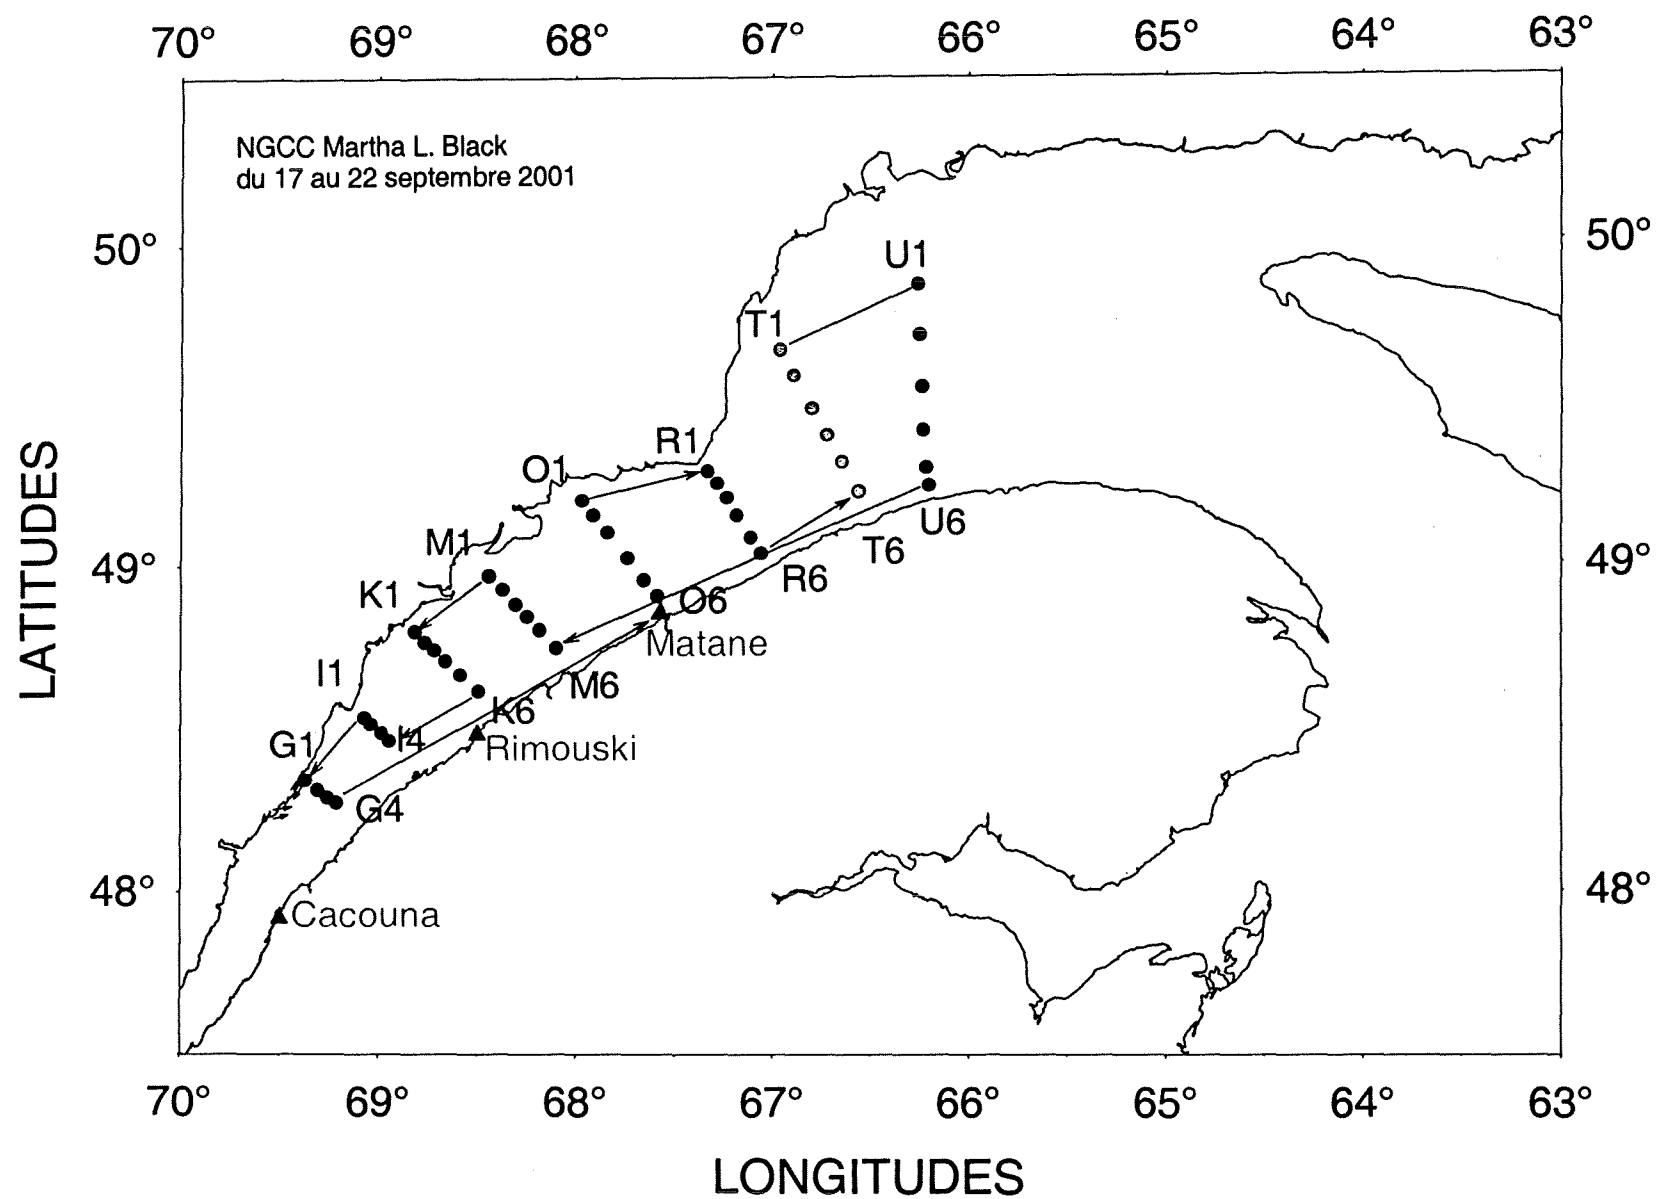 70° 69° 68° 67° 66° 65° 64° 63°
NGCC Martha L. Black
du 17 au 22 septembre 2001
50° 50°
U1
T1
R1
O1
U6
M1
T6
49° 49°
R6
K1
O6
Matane
I1
M6
K6
G1
I4
Rimouski
G4
48° 48°
Cacouna
LATITUDES
70° 69° 68° 67° 66° 65° 64° 63°
LONGITUDES